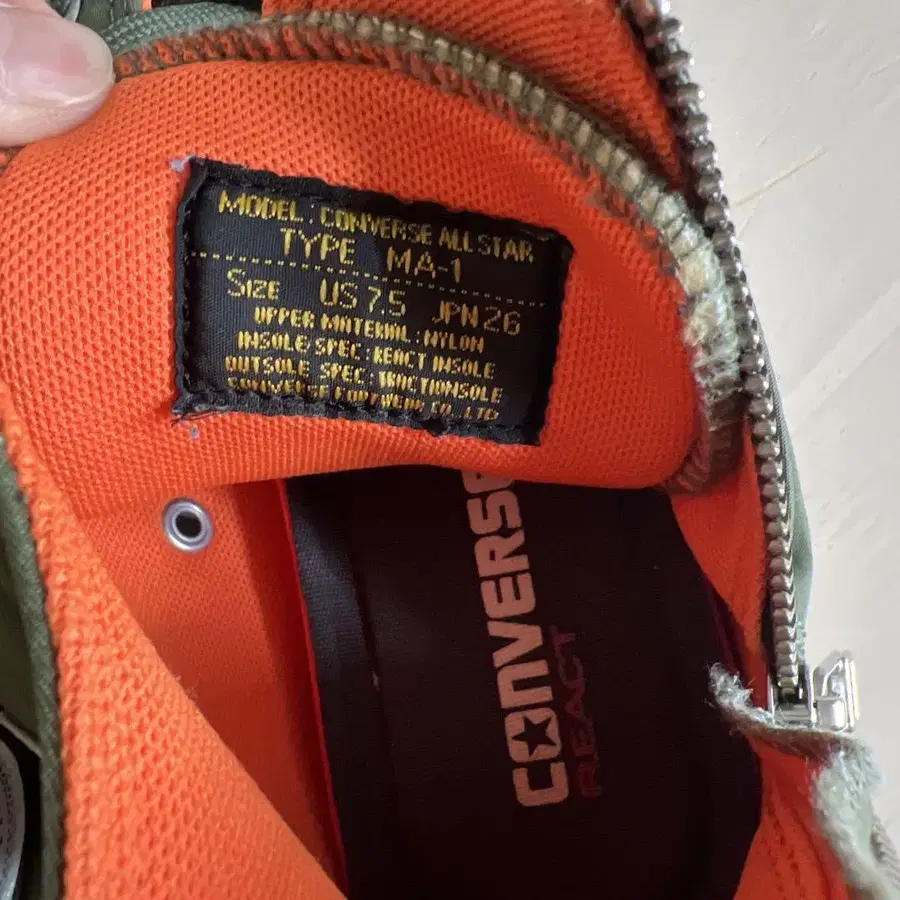 MODEL : CONVERSE ALL STAR
TYPE MA-1
SIZE US 7.5 JPN 26
UPPER MATERIAL : NYLON
INSOLE SPEC : REACT INSOLE
OUTSOLE SPEC : TRACTIONSOLE
CONVERSE FOOTWEAR CO., LTD
CONVERSE
REACT